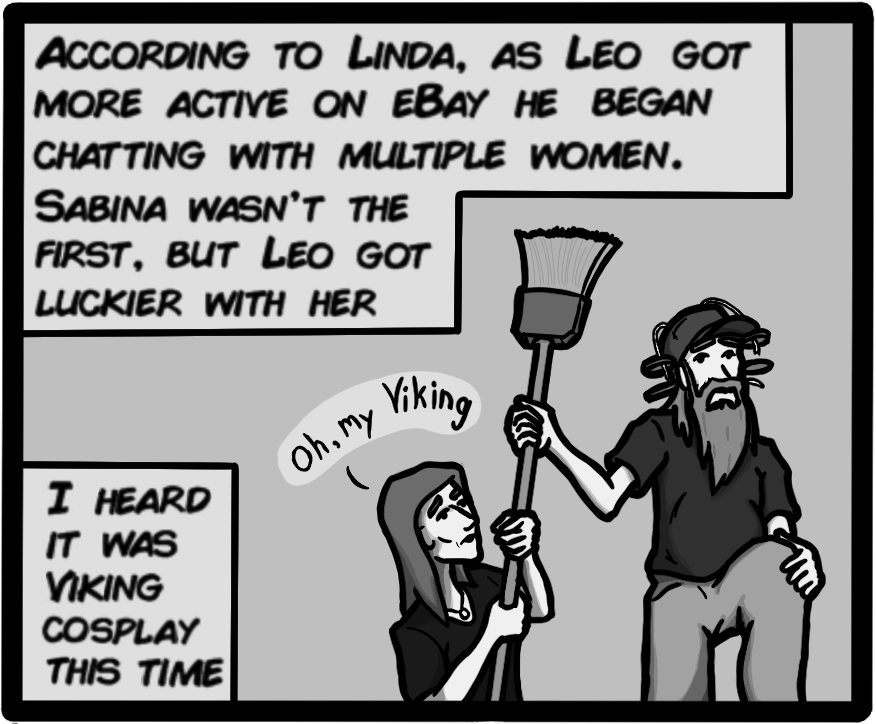 According to Linda, as Leo got
more active on eBay he began
chatting with multiple women.
Sabina wasn't the
first, but Leo got
luckier with her
Oh, my Viking
I heard
it was
Viking
cosplay
this time